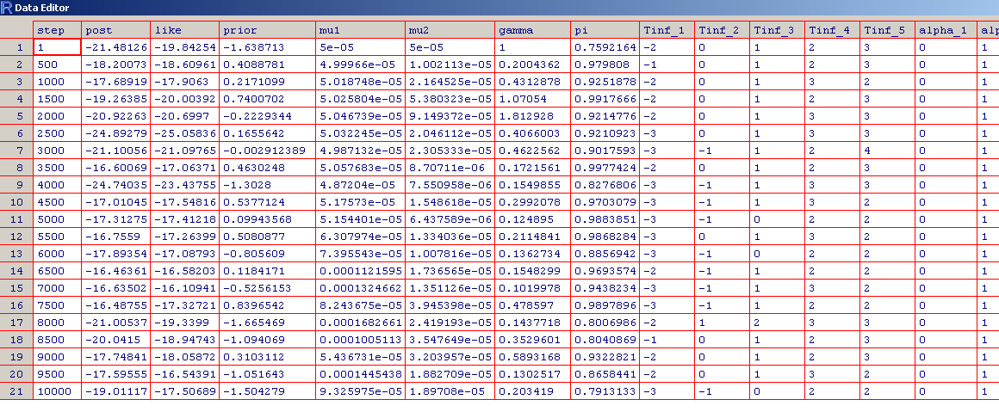 R Data Editor
step post like prior mu1 mu2 gamma pi Tinf_1 Tinf_2 Tinf_3 Tinf_4 Tinf_5 alpha_1 alp
1 1 -21.48126 -19.84254 -1.638713 5e-05 5e-05 1 0.7592164 -2 0 1 2 3 0 1
2 500 -18.20073 -18.60961 0.4088781 4.99966e-05 1.002113e-05 0.2004362 0.979808 -1 0 1 2 3 0 1
3 1000 -17.68919 -17.9063 0.2171099 5.018748e-05 2.164525e-05 0.4312878 0.9251878 -2 0 1 3 2 0 1
4 1500 -19.26385 -20.00392 0.7400702 5.025804e-05 5.380323e-05 1.07054 0.9917666 -2 0 1 2 3 0 1
5 2000 -20.92263 -20.6997 -0.2229344 5.046739e-05 9.149372e-05 1.812928 0.9214776 -2 0 1 3 3 0 1
6 2500 -24.89279 -25.05836 0.1655642 5.032245e-05 2.046112e-05 0.4066003 0.9210923 -3 0 1 3 3 0 1
7 3000 -21.10056 -21.09765 -0.002912389 4.987132e-05 2.305333e-05 0.4622562 0.9017593 -3 -1 1 2 4 0 1
8 3500 -16.60069 -17.06371 0.4630248 5.057683e-05 8.70711e-06 0.1721561 0.9977424 -2 0 1 2 3 0 1
9 4000 -24.74035 -23.43755 -1.3028 4.87204e-05 7.550958e-06 0.1549855 0.8276806 -3 -1 1 3 3 0 1
10 4500 -17.01045 -17.54816 0.5377124 5.17573e-05 1.548618e-05 0.2992078 0.9703079 -3 -1 1 3 2 0 1
11 5000 -17.31275 -17.41218 0.09943568 5.154401e-05 6.437589e-06 0.124895 0.9883851 -3 -1 0 2 2 0 1
12 5500 -16.7559 -17.26399 0.5080877 6.307974e-05 1.334036e-05 0.2114841 0.9868284 -3 0 1 3 2 0 1
13 6000 -17.89354 -17.08793 -0.805609 7.395543e-05 1.007816e-05 0.1362734 0.8856942 -3 -1 0 2 2 0 1
14 6500 -16.46361 -16.58203 0.1184171 0.0001121595 1.736565e-05 0.1548299 0.9693574 -2 -1 1 2 2 0 1
15 7000 -16.63502 -16.10941 -0.5256153 0.0001324662 1.351126e-05 0.1019978 0.9438234 -3 -1 1 3 2 0 1
16 7500 -16.48755 -17.32721 0.8396542 8.243675e-05 3.945398e-05 0.478597 0.9897896 -3 -1 1 2 2 0 1
17 8000 -21.00537 -19.3399 -1.665469 0.0001682661 2.419193e-05 0.1437718 0.8006986 -2 1 2 3 3 0 1
18 8500 -20.0415 -18.94743 -1.094069 0.0001005113 3.547649e-05 0.3529601 0.8040869 -1 0 1 2 3 0 1
19 9000 -17.74841 -18.05872 0.3103112 5.436731e-05 3.203957e-05 0.5893168 0.9322821 -2 0 1 2 3 0 1
20 9500 -17.59555 -16.54391 -1.051643 0.0001445438 1.882709e-05 0.1302517 0.8658441 -2 0 1 3 2 0 1
21 10000 -19.01117 -17.50689 -1.504279 9.325975e-05 1.89708e-05 0.203419 0.7913133 -3 -1 0 2 2 0 1